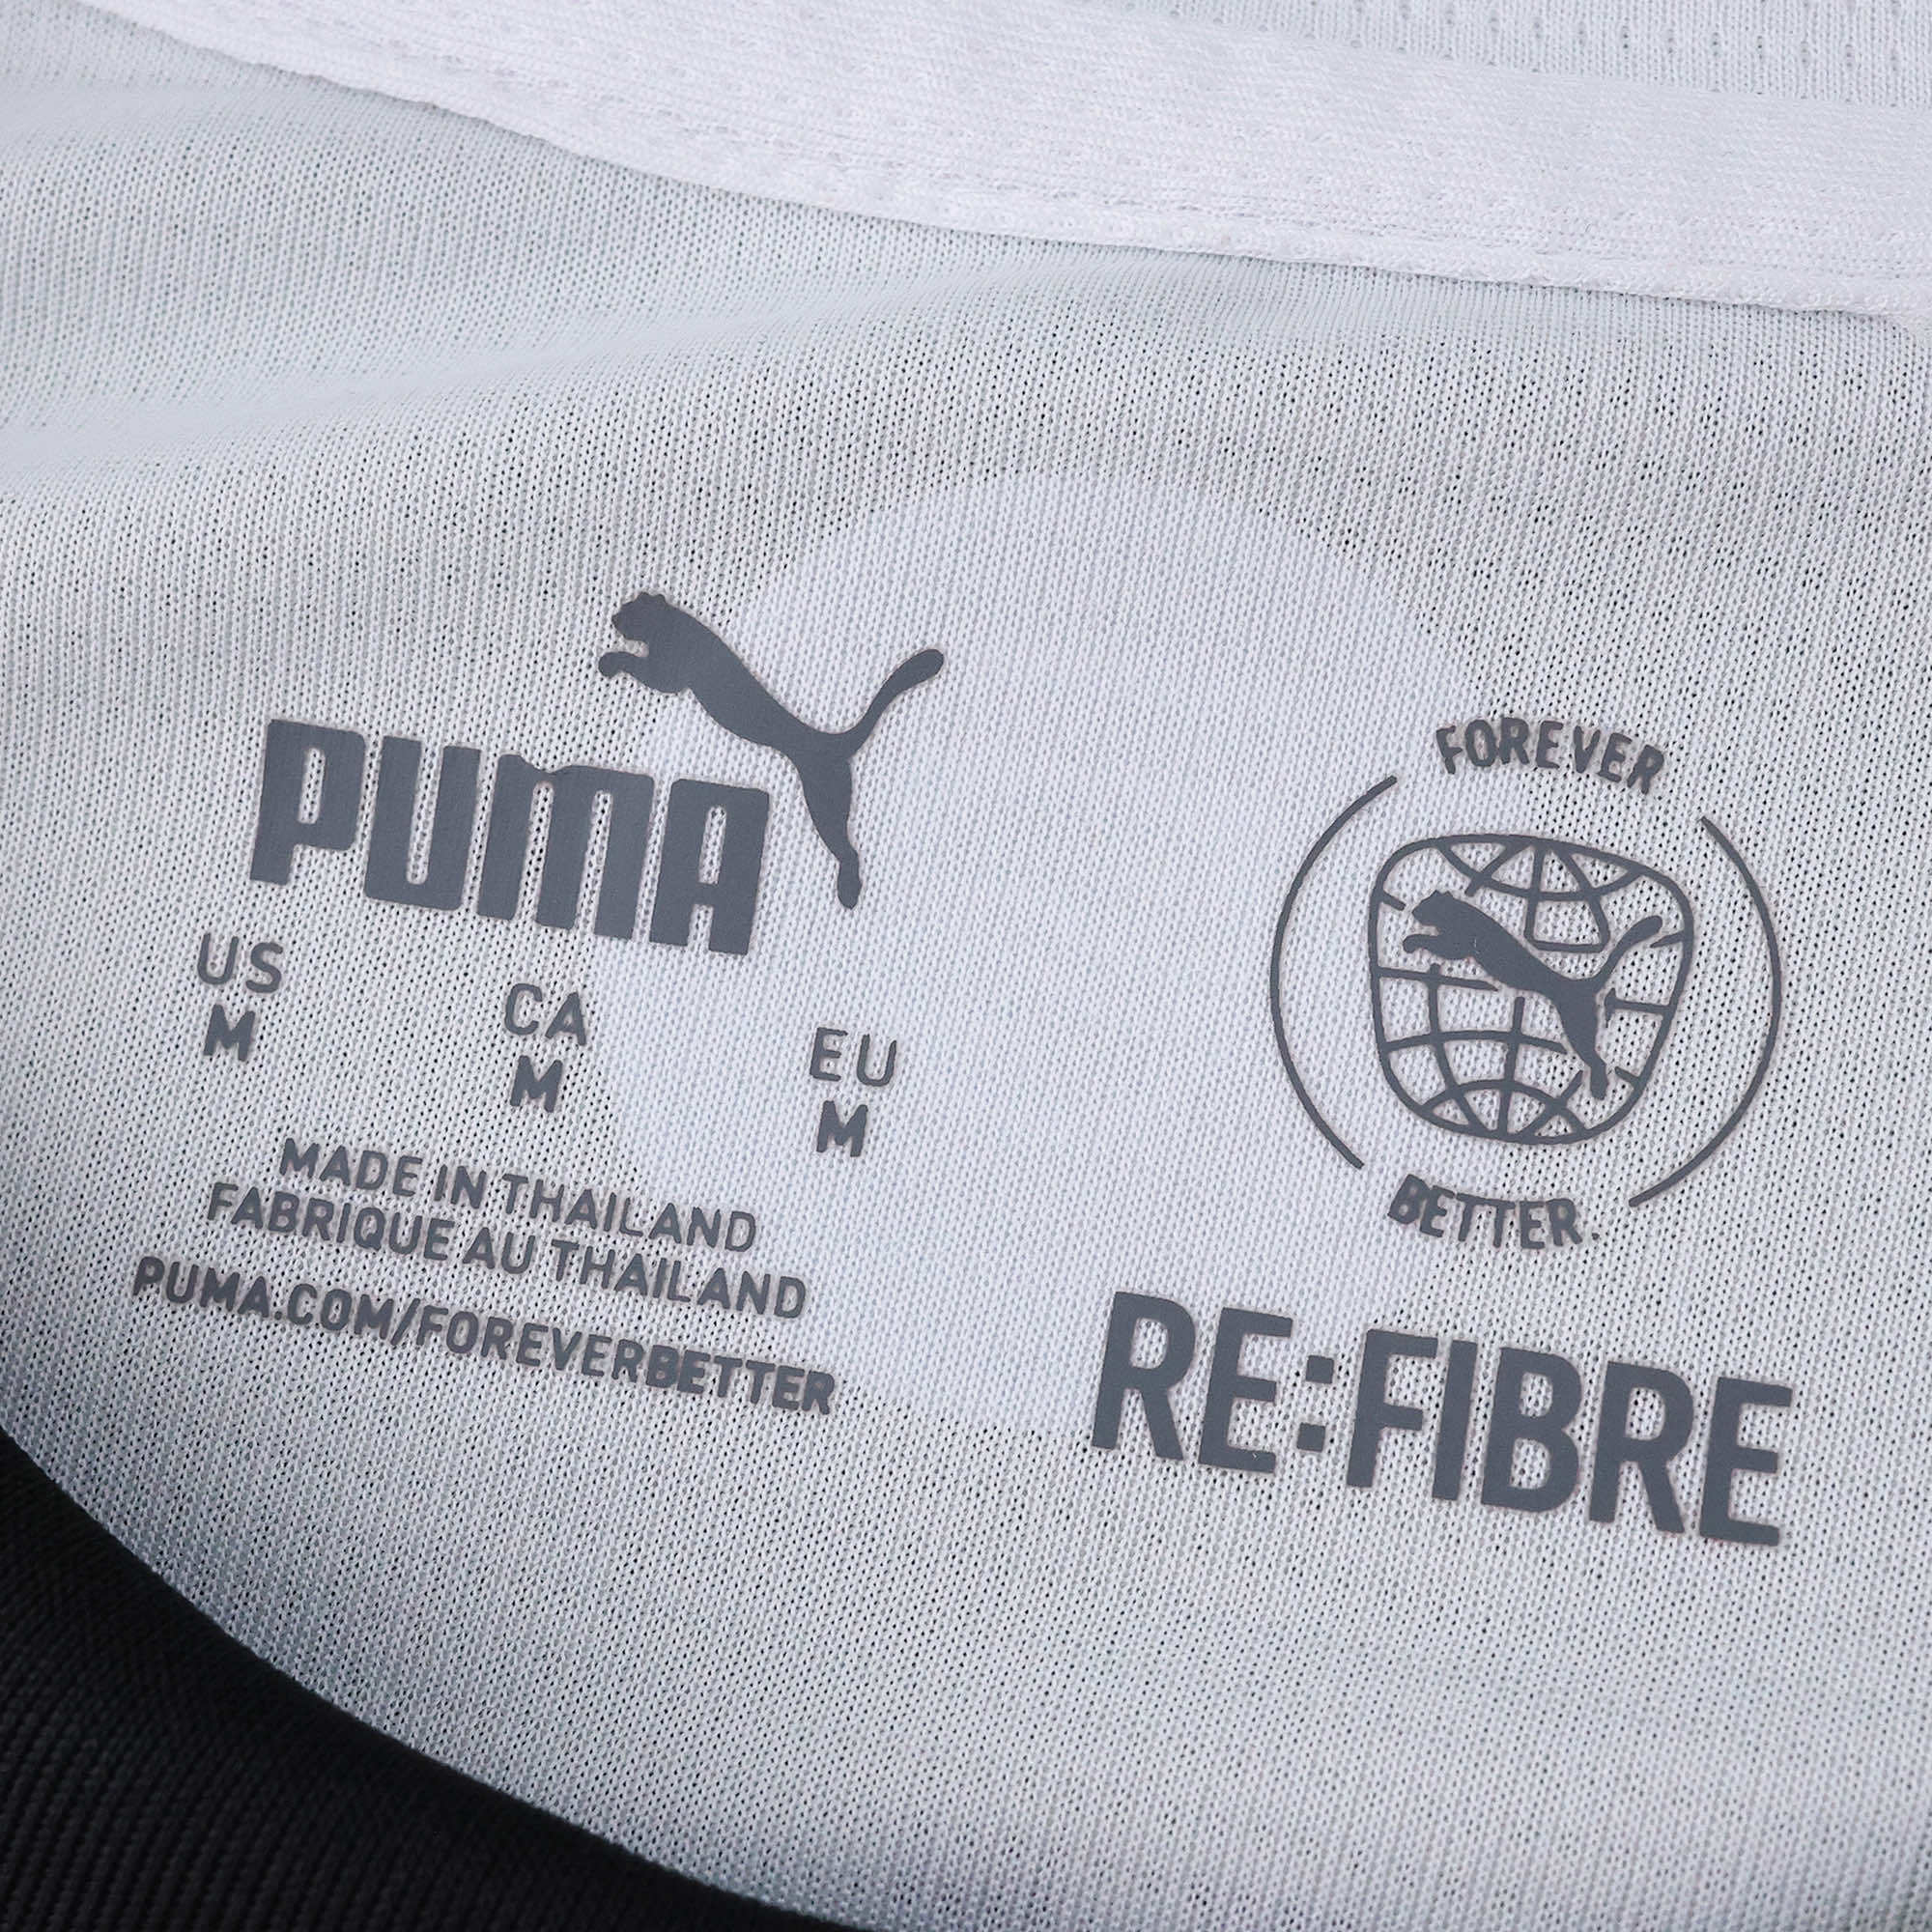 PUMA
US CA EU
M M M
MADE IN THAILAND
FABRIQUE AU THAILAND
PUMA.COM/FOREVERBETTER
FOREVER
BETTER.
RE:FIBRE